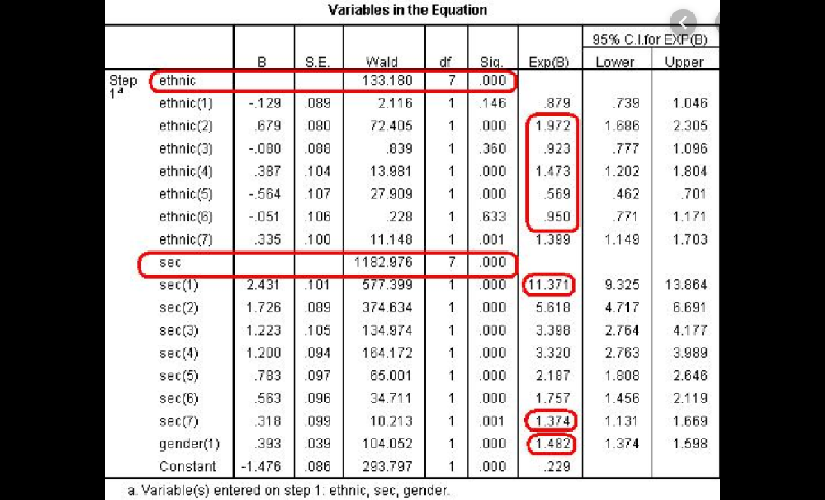 Variables in the Equation
95% C.I.for EXP(B)
B S.E. Wald df Sig. Exp(B) Lower Upper
Step 1a ethnic 133.180 7 .000
ethnic(1) -.129 .089 2.116 1 .146 .879 .739 1.046
ethnic(2) .679 .080 72.405 1 .000 1.972 1.686 2.305
ethnic(3) -.080 .088 .839 1 .360 .923 .777 1.096
ethnic(4) .387 .104 13.981 1 .000 1.473 1.202 1.804
ethnic(5) -.564 .107 27.909 1 .000 .569 .462 .701
ethnic(6) -.051 .106 .228 1 .633 .950 .771 1.171
ethnic(7) .335 .100 11.148 1 .001 1.399 1.149 1.703
sec 1182.976 7 .000
sec(1) 2.431 .101 577.399 1 .000 11.371 9.325 13.864
sec(2) 1.726 .089 374.634 1 .000 5.618 4.717 6.691
sec(3) 1.223 .105 134.974 1 .000 3.398 2.764 4.177
sec(4) 1.200 .094 164.172 1 .000 3.320 2.763 3.989
sec(5) .783 .097 65.001 1 .000 2.187 1.808 2.646
sec(6) .563 .096 34.711 1 .000 1.757 1.456 2.119
sec(7) .318 .099 10.213 1 .001 1.374 1.131 1.669
gender(1) .393 .039 104.052 1 .000 1.482 1.374 1.598
Constant -1.476 .086 293.797 1 .000 .229
a. Variable(s) entered on step 1: ethnic, sec, gender.